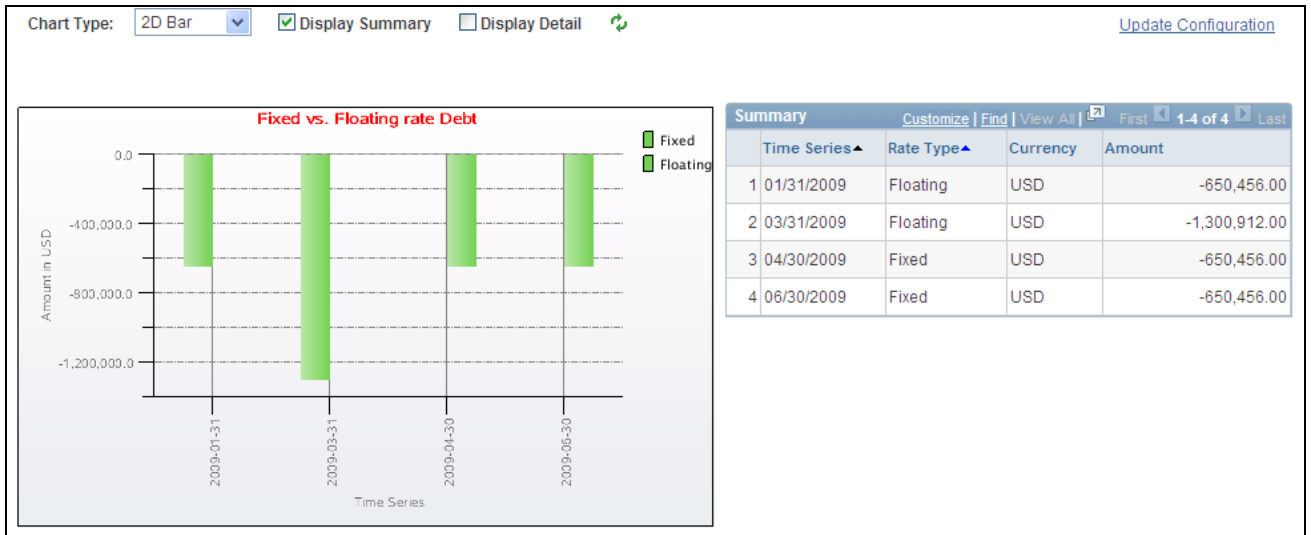 Chart Type: 2D Bar Display Summary Display Detail Update Configuration
Fixed vs. Floating rate Debt
Fixed
Floating
0.0
-400,000.0
-800,000.0
-1,200,000.0
Amount in USD
2009-01-31
2009-03-31
2009-04-30
2009-06-30
Time Series
Summary Customize | Find | View All | First 1-4 of 4 Last
Time Series Rate Type Currency Amount
1 01/31/2009 Floating USD -650,456.00
2 03/31/2009 Floating USD -1,300,912.00
3 04/30/2009 Fixed USD -650,456.00
4 06/30/2009 Fixed USD -650,456.00